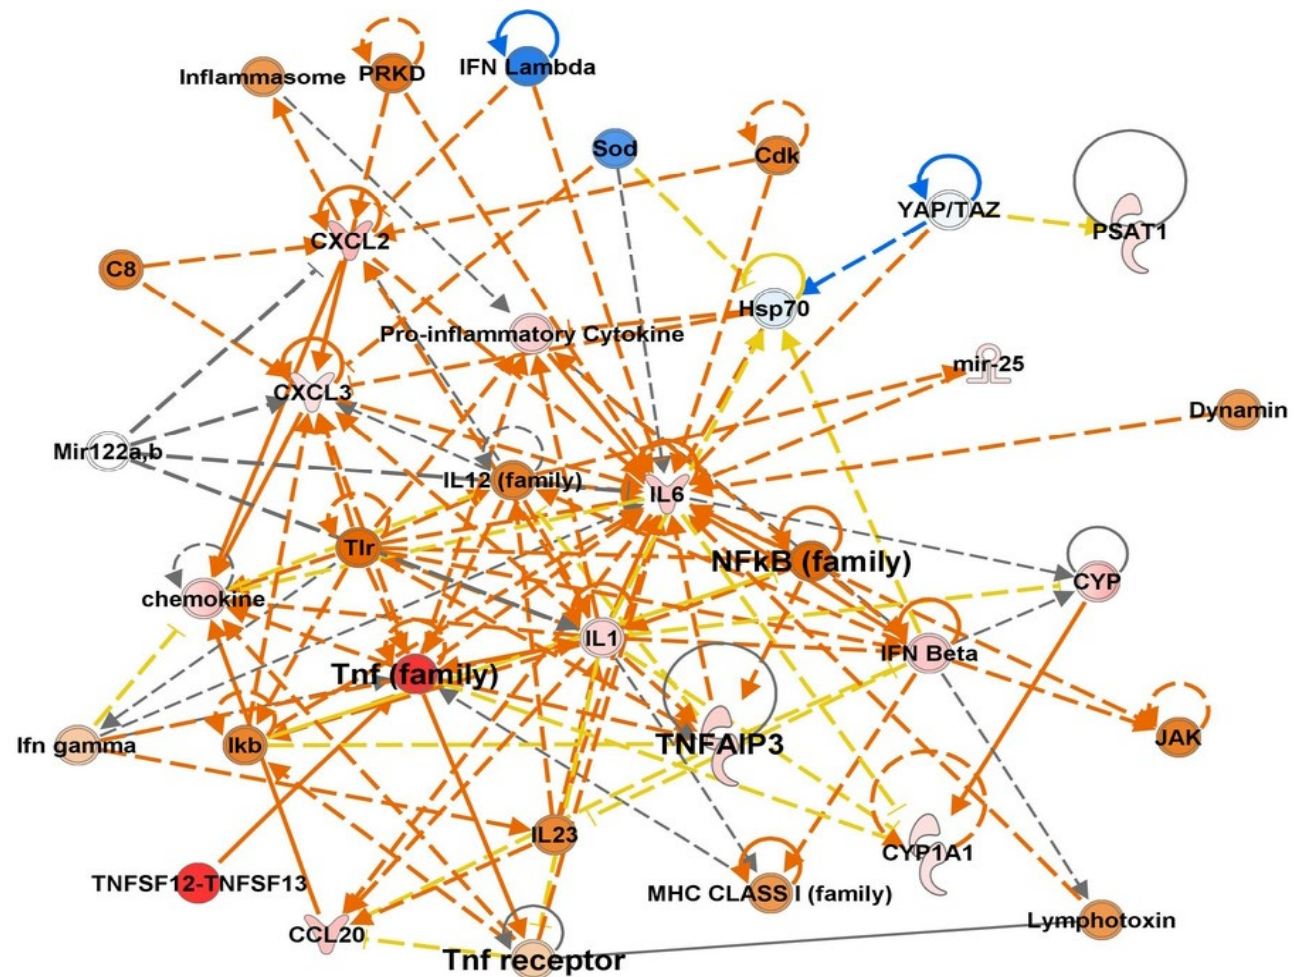 Inflammasome
PRKD
IFN Lambda
Sod
Cdk
YAP/TAZ
PSAT1
CXCL2
C8
Hsp70
Pro-inflammatory Cytokine
mir-25
CXCL3
Dynamin
Mir122a,b
IL12 (family)
IL6
Tlr
NFkB (family)
CYP
chemokine
IL1
IFN Beta
Tnf (family)
Ifn gamma
Ikb
TNFAIP3
JAK
IL23
CYP1A1
TNFSF12-TNFSF13
MHC CLASS I (family)
Lymphotoxin
CCL20
Tnf receptor